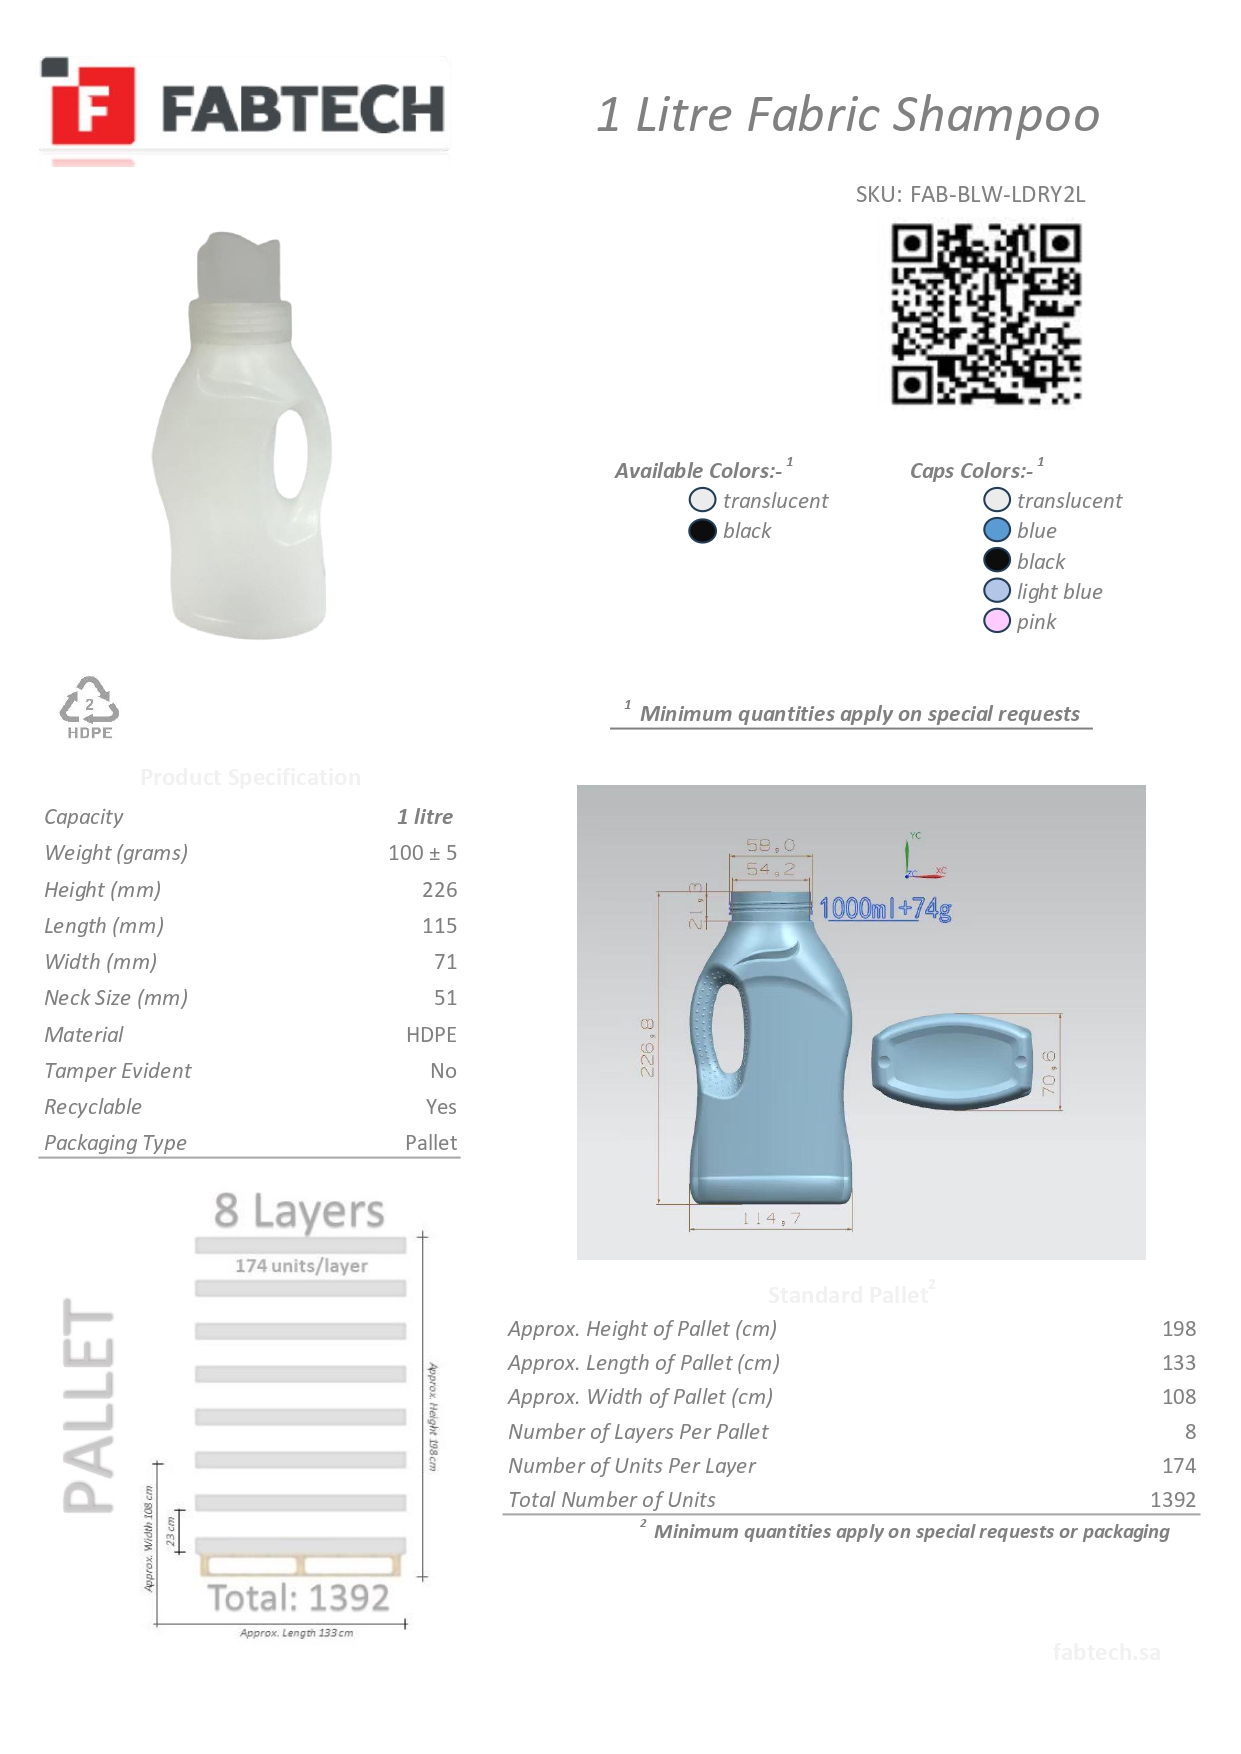 FABTECH
1 Litre Fabric Shampoo
SKU: FAB-BLW-LDRY2L
Available Colors:- 1
translucent
black
Caps Colors:- 1
translucent
blue
black
light blue
pink
2
HDPE
1 Minimum quantities apply on special requests
Product Specification
Capacity 1 litre
Weight (grams) 100 ± 5
Height (mm) 226
Length (mm) 115
Width (mm) 71
Neck Size (mm) 51
Material HDPE
Tamper Evident No
Recyclable Yes
Packaging Type Pallet
YC
XC
ZC
58,0
54,2
21,3
1000ml+74g
226,8
70,6
114,7
8 Layers
174 units/layer
PALLET
Approx. Height 198cm
Approx. Width 108 cm
23 cm
Total: 1392
Approx. Length 133cm
Standard Pallet 2
Approx. Height of Pallet (cm) 198
Approx. Length of Pallet (cm) 133
Approx. Width of Pallet (cm) 108
Number of Layers Per Pallet 8
Number of Units Per Layer 174
Total Number of Units 1392
2 Minimum quantities apply on special requests or packaging
fabtech.sa